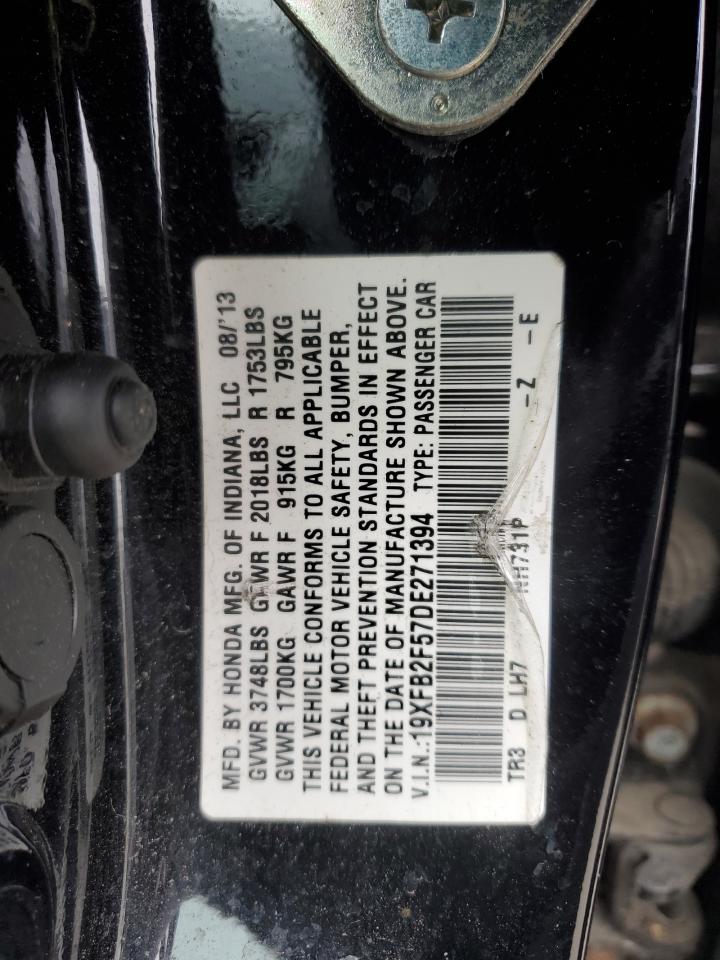 MFD. BY HONDA MFG. OF INDIANA, LLC 08/'13
GVWR 3748LBS GAWR F 2018LBS R 1753LBS
GVWR 1700KG GAWR F 915KG R 795KG
THIS VEHICLE CONFORMS TO ALL APPLICABLE
FEDERAL MOTOR VEHICLE SAFETY, BUMPER,
AND THEFT PREVENTION STANDARDS IN EFFECT
ON THE DATE OF MANUFACTURE SHOWN ABOVE.
V.I.N.:19XFB2F57DE271394 TYPE: PASSENGER CAR
TR3 D LH7 NH731P -Z -E